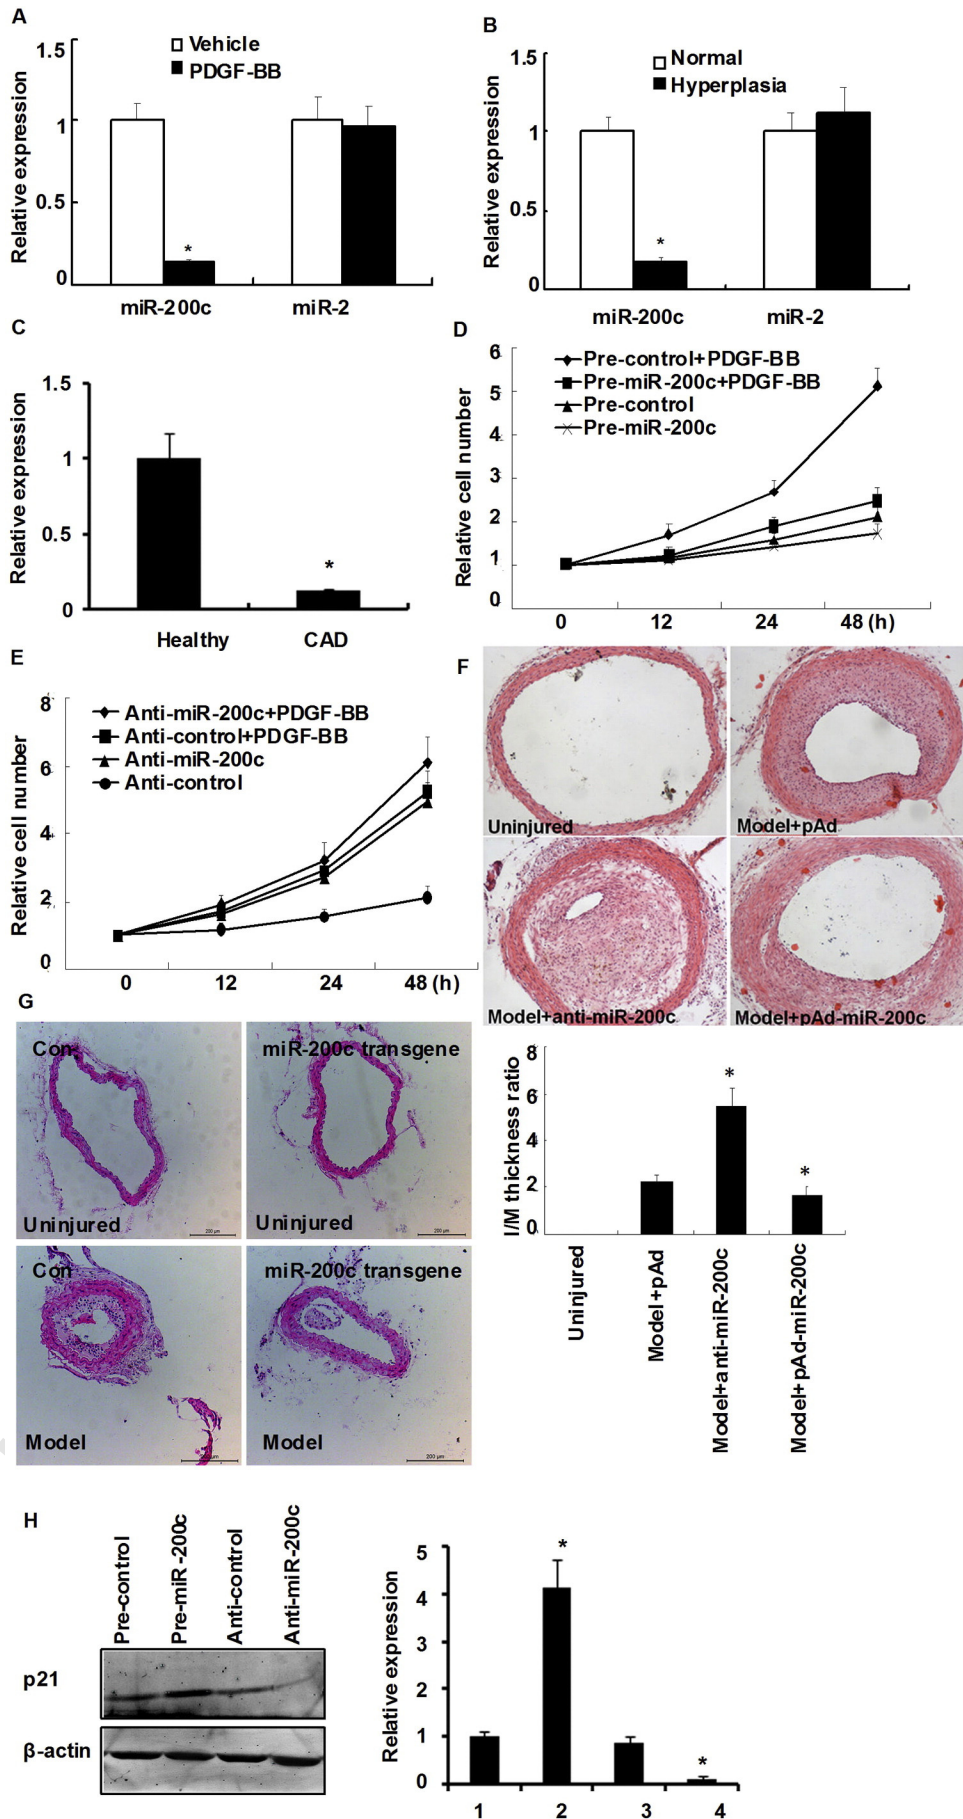 A
1.5
1
0.5
0
Relative expression
Vehicle
PDGF-BB
*
miR-200c
miR-2
B
1.5
1
0.5
0
Relative expression
Normal
Hyperplasia
*
miR-200c
miR-2
C
1.5
1
0.5
0
Relative expression
*
Healthy
CAD
D
6
5
4
3
2
1
0
Relative cell number
Pre-control+PDGF-BB
Pre-miR-200c+PDGF-BB
Pre-control
Pre-miR-200c
0
12
24
48 (h)
E
8
6
4
2
0
Relative cell number
Anti-miR-200c+PDGF-BB
Anti-control+PDGF-BB
Anti-miR-200c
Anti-control
0
12
24
48 (h)
F
Uninjured
Model+pAd
Model+anti-miR-200c
Model+pAd-miR-200c
8
6
4
2
0
I/M thickness ratio
*
*
Uninjured
Model+pAd
Model+anti-miR-200c
Model+pAd-miR-200c
G
Con
Uninjured
200 μm
miR-200c transgene
Uninjured
200 μm
Con
Model
miR-200c transgene
Model
200 μm
H
Pre-control
Pre-miR-200c
Anti-control
Anti-miR-200c
p21
β-actin
5
4
3
2
1
0
Relative expression
*
*
1
2
3
4